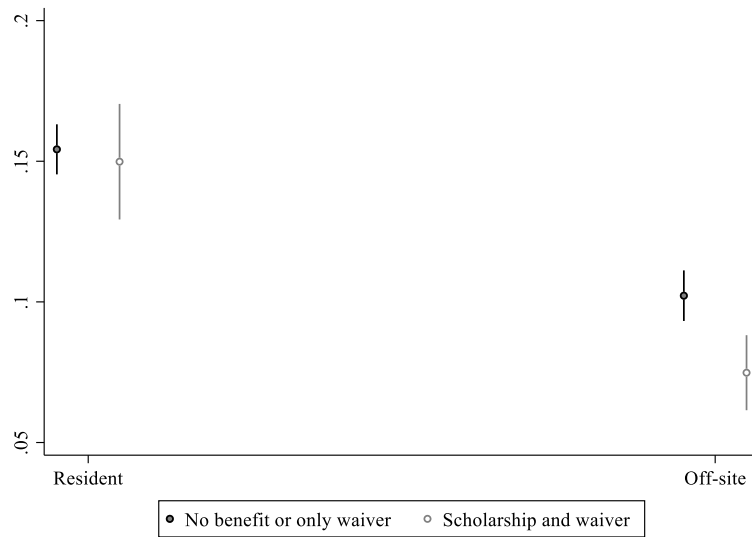 .2
.15
.1
.05
Resident Off-site
No benefit or only waiver Scholarship and waiver